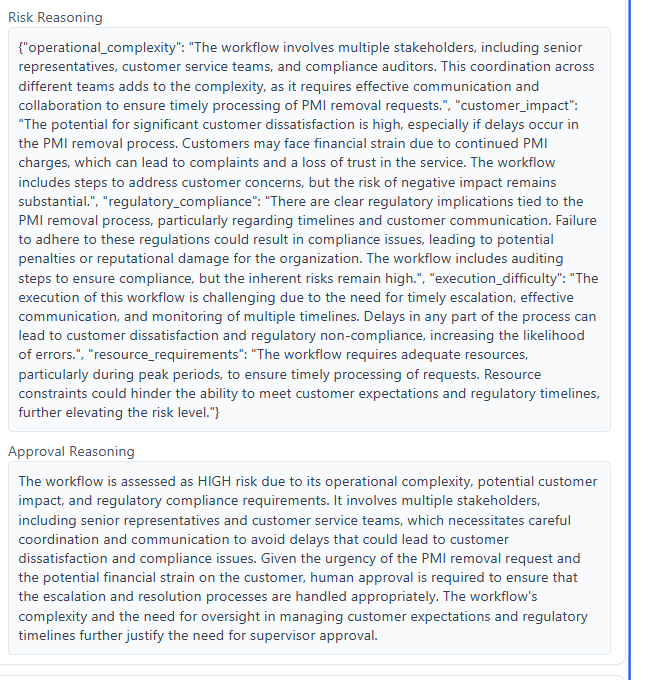 Risk Reasoning
{"operational_complexity": "The workflow involves multiple stakeholders, including senior
representatives, customer service teams, and compliance auditors. This coordination across
different teams adds to the complexity, as it requires effective communication and
collaboration to ensure timely processing of PMI removal requests.", "customer_impact":
"The potential for significant customer dissatisfaction is high, especially if delays occur in
the PMI removal process. Customers may face financial strain due to continued PMI
charges, which can lead to complaints and a loss of trust in the service. The workflow
includes steps to address customer concerns, but the risk of negative impact remains
substantial.", "regulatory_compliance": "There are clear regulatory implications tied to the
PMI removal process, particularly regarding timelines and customer communication. Failure
to adhere to these regulations could result in compliance issues, leading to potential
penalties or reputational damage for the organization. The workflow includes auditing
steps to ensure compliance, but the inherent risks remain high.", "execution_difficulty": "The
execution of this workflow is challenging due to the need for timely escalation, effective
communication, and monitoring of multiple timelines. Delays in any part of the process can
lead to customer dissatisfaction and regulatory non-compliance, increasing the likelihood
of errors.", "resource_requirements": "The workflow requires adequate resources,
particularly during peak periods, to ensure timely processing of requests. Resource
constraints could hinder the ability to meet customer expectations and regulatory timelines,
further elevating the risk level."}
Approval Reasoning
The workflow is assessed as HIGH risk due to its operational complexity, potential customer
impact, and regulatory compliance requirements. It involves multiple stakeholders,
including senior representatives and customer service teams, which necessitates careful
coordination and communication to avoid delays that could lead to customer
dissatisfaction and compliance issues. Given the urgency of the PMI removal request and
the potential financial strain on the customer, human approval is required to ensure that
the escalation and resolution processes are handled appropriately. The workflow's
complexity and the need for oversight in managing customer expectations and regulatory
timelines further justify the need for supervisor approval.